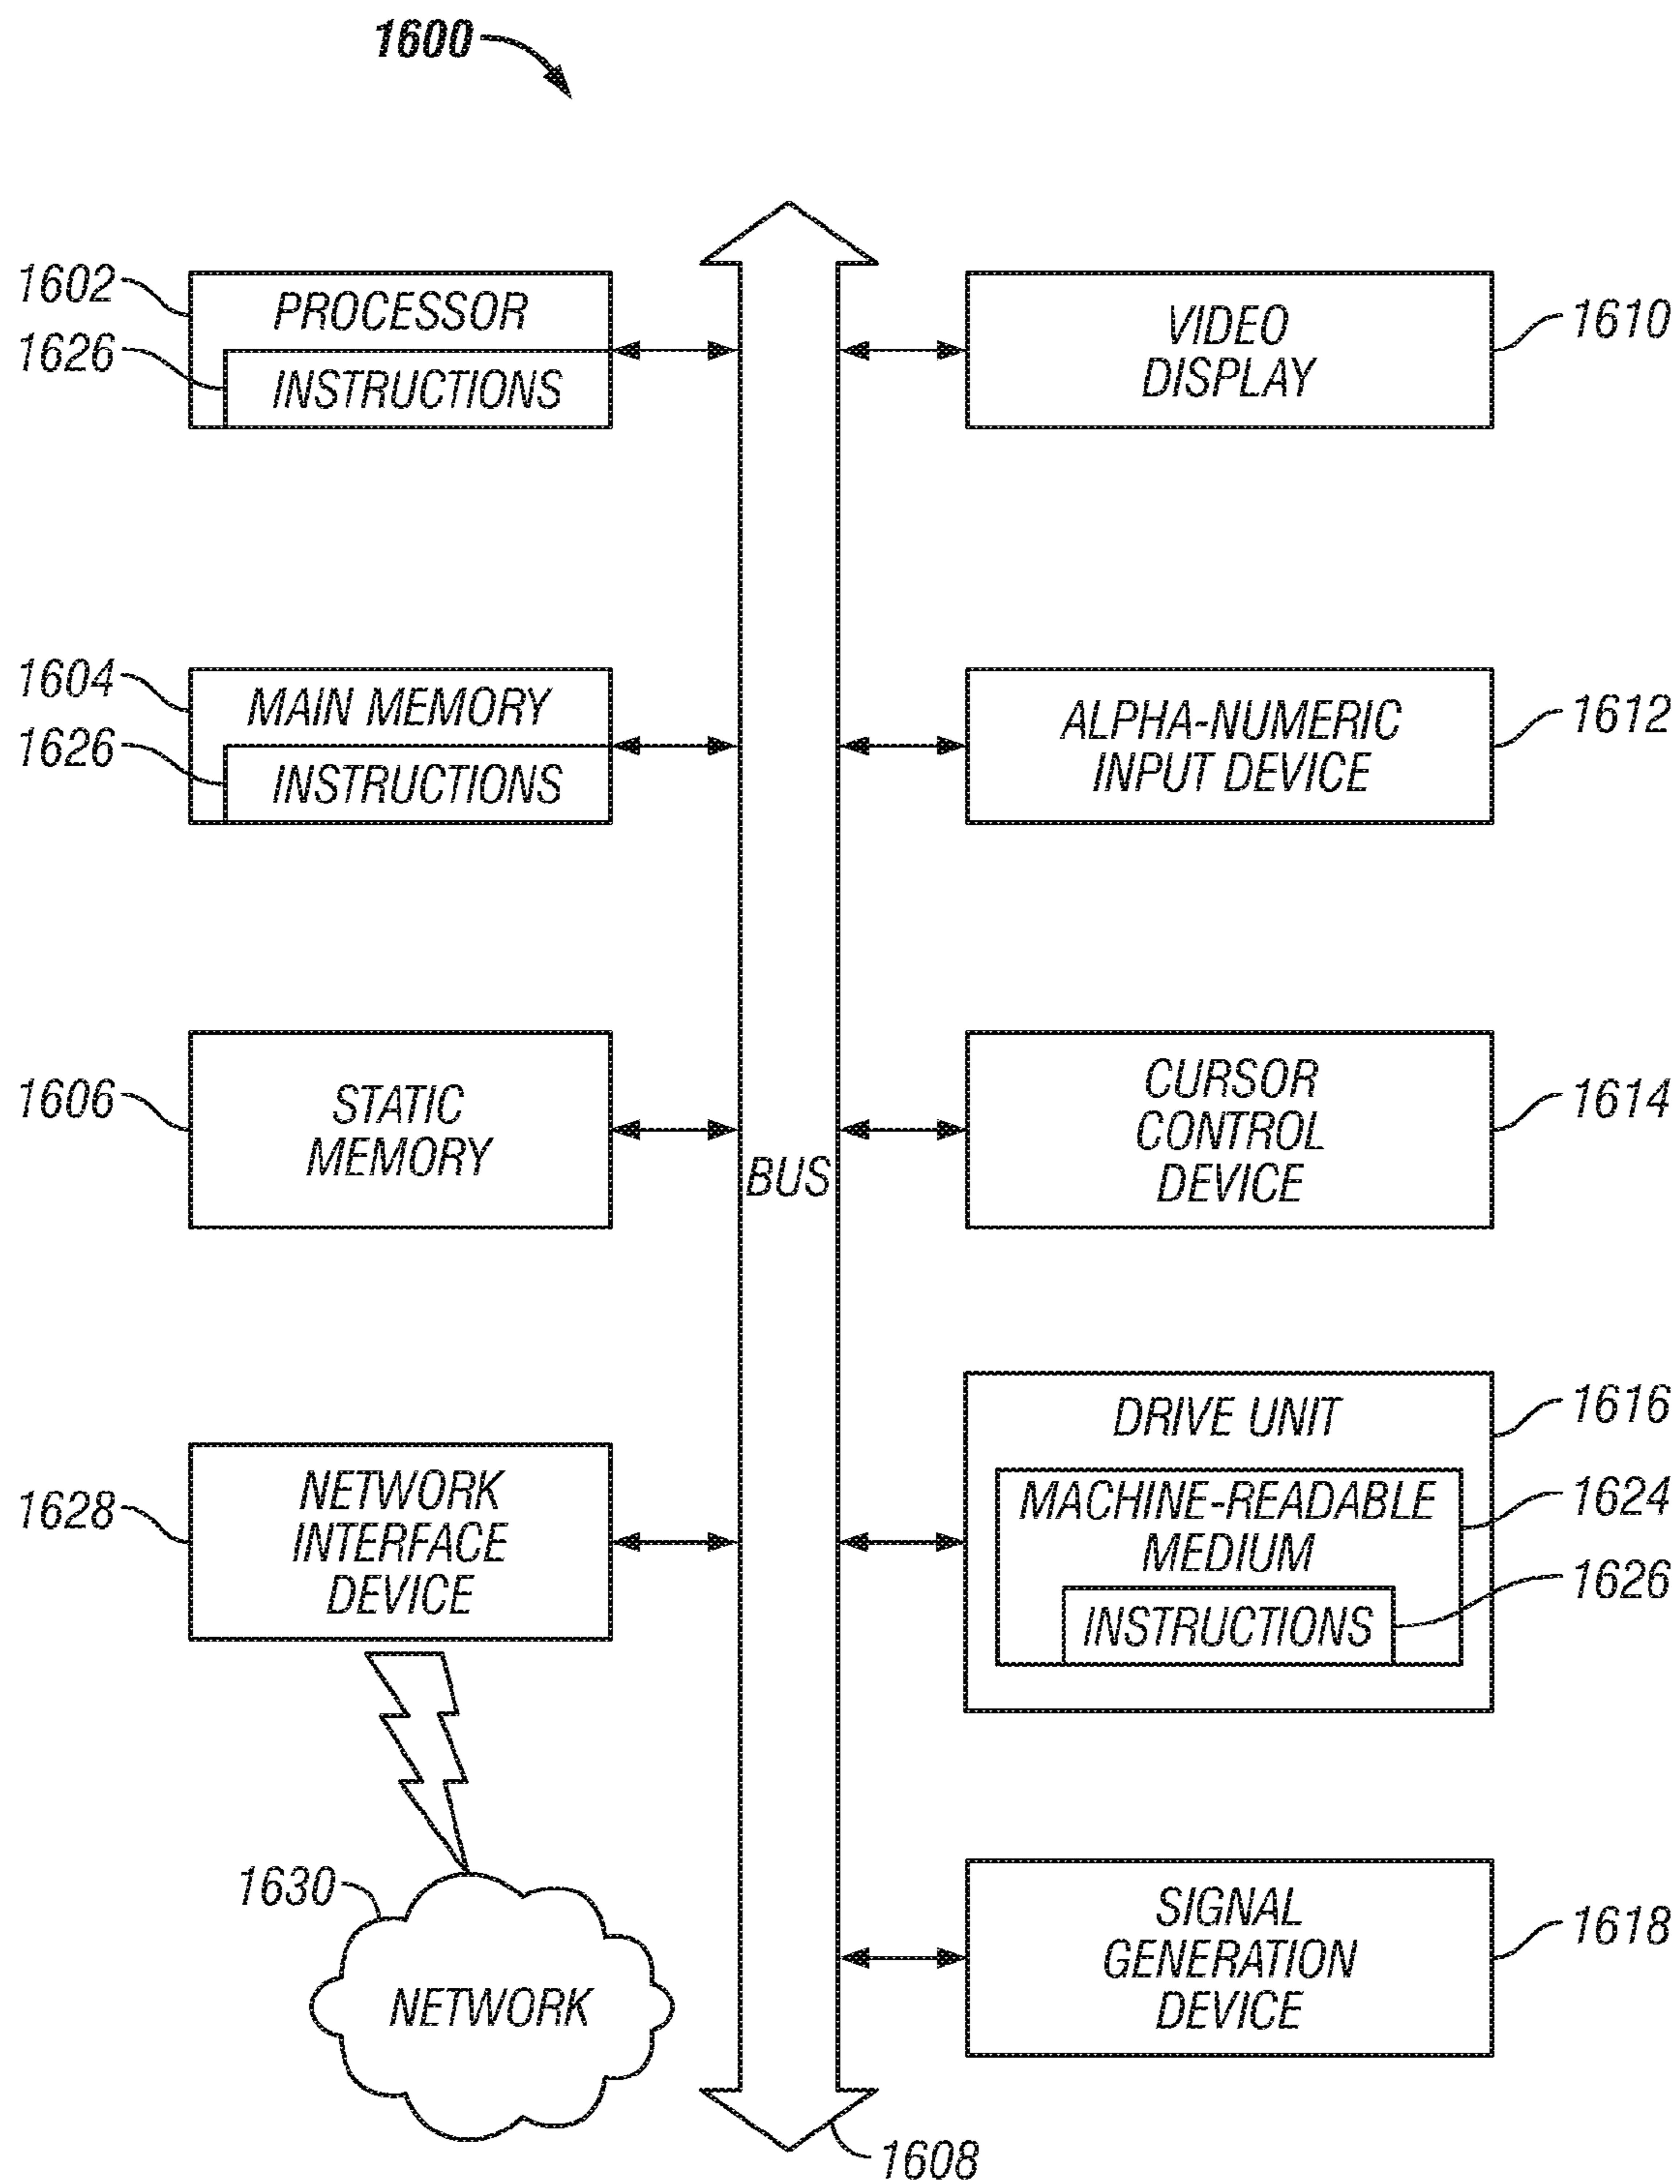 1600
1602
PROCESSOR
1626
INSTRUCTIONS
VIDEO
DISPLAY
1610
1604
MAIN MEMORY
1626
INSTRUCTIONS
ALPHA-NUMERIC
INPUT DEVICE
1612
1606
STATIC
MEMORY
BUS
CURSOR
CONTROL
DEVICE
1614
1628
NETWORK
INTERFACE
DEVICE
DRIVE UNIT
1616
MACHINE-READABLE
MEDIUM
1624
INSTRUCTIONS
1626
1630
NETWORK
SIGNAL
GENERATION
DEVICE
1618
1608